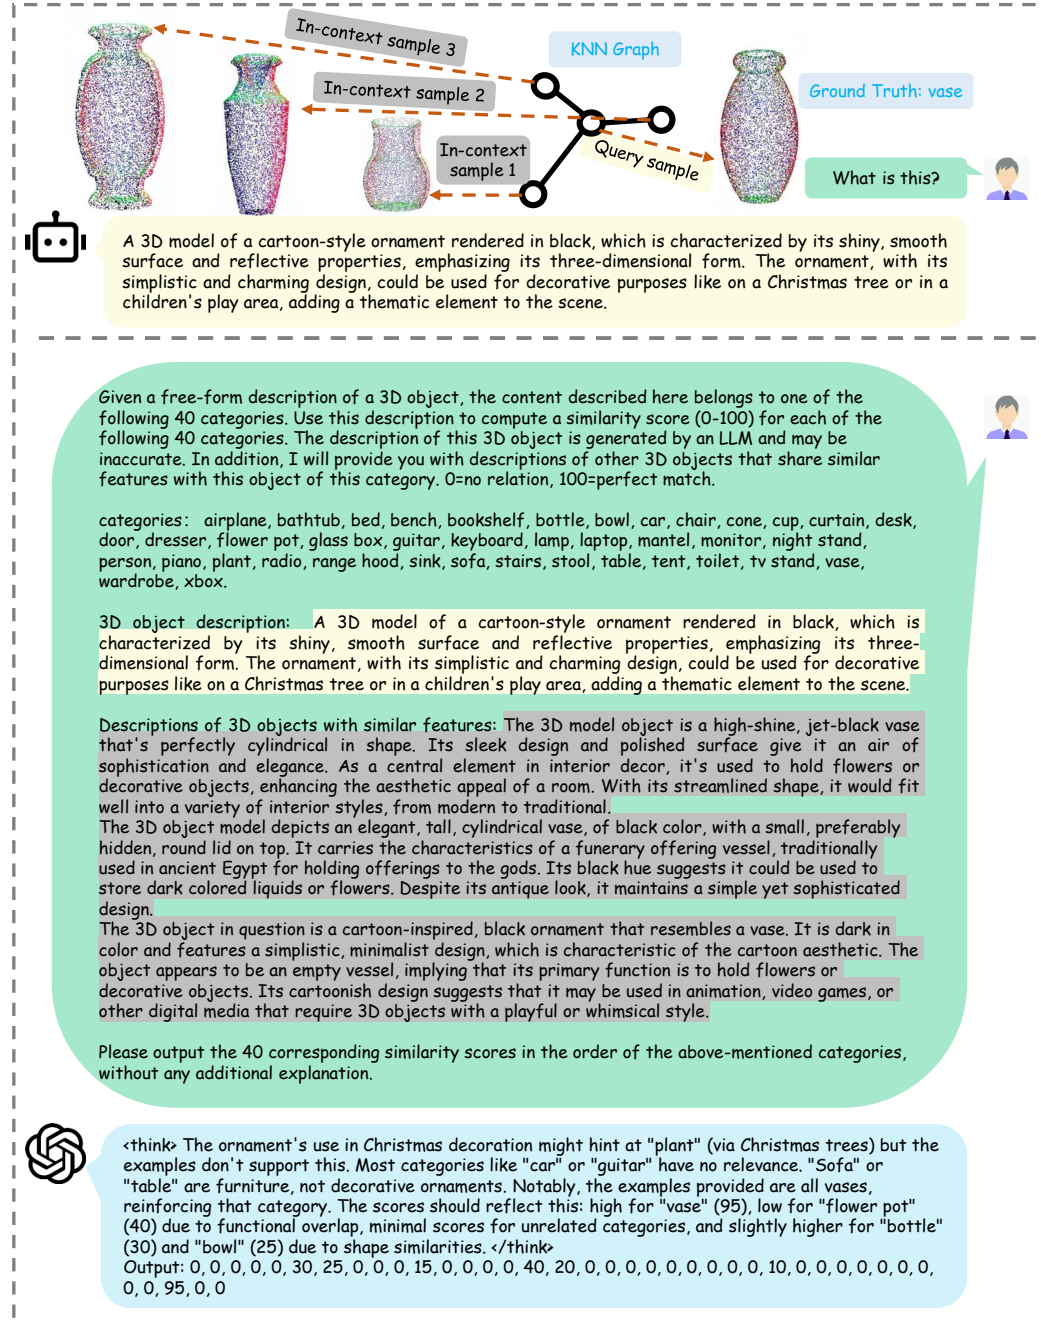 In-context sample 3
KNN Graph
In-context sample 2
Ground Truth: vase
In-context
sample 1
Query sample
What is this?
A 3D model of a cartoon-style ornament rendered in black, which is characterized by its shiny, smooth
surface and reflective properties, emphasizing its three-dimensional form. The ornament, with its
simplistic and charming design, could be used for decorative purposes like on a Christmas tree or in a
children's play area, adding a thematic element to the scene.
Given a free-form description of a 3D object, the content described here belongs to one of the
following 40 categories. Use this description to compute a similarity score (0-100) for each of the
following 40 categories. The description of this 3D object is generated by an LLM and may be
inaccurate. In addition, I will provide you with descriptions of other 3D objects that share similar
features with this object of this category. 0=no relation, 100=perfect match.
categories: airplane, bathtub, bed, bench, bookshelf, bottle, bowl, car, chair, cone, cup, curtain, desk,
door, dresser, flower pot, glass box, guitar, keyboard, lamp, laptop, mantel, monitor, night stand,
person, piano, plant, radio, range hood, sink, sofa, stairs, stool, table, tent, toilet, tv stand, vase,
wardrobe, xbox.
3D object description: A 3D model of a cartoon-style ornament rendered in black, which is
characterized by its shiny, smooth surface and reflective properties, emphasizing its three-
dimensional form. The ornament, with its simplistic and charming design, could be used for decorative
purposes like on a Christmas tree or in a children's play area, adding a thematic element to the scene.
Descriptions of 3D objects with similar features: The 3D model object is a high-shine, jet-black vase
that's perfectly cylindrical in shape. Its sleek design and polished surface give it an air of
sophistication and elegance. As a central element in interior decor, it's used to hold flowers or
decorative objects, enhancing the aesthetic appeal of a room. With its streamlined shape, it would fit
well into a variety of interior styles, from modern to traditional.
The 3D object model depicts an elegant, tall, cylindrical vase, of black color, with a small, preferably
hidden, round lid on top. It carries the characteristics of a funerary offering vessel, traditionally
used in ancient Egypt for holding offerings to the gods. Its black hue suggests it could be used to
store dark colored liquids or flowers. Despite its antique look, it maintains a simple yet sophisticated
design.
The 3D object in question is a cartoon-inspired, black ornament that resembles a vase. It is dark in
color and features a simplistic, minimalist design, which is characteristic of the cartoon aesthetic. The
object appears to be an empty vessel, implying that its primary function is to hold flowers or
decorative objects. Its cartoonish design suggests that it may be used in animation, video games, or
other digital media that require 3D objects with a playful or whimsical style.
Please output the 40 corresponding similarity scores in the order of the above-mentioned categories,
without any additional explanation.
<think> The ornament's use in Christmas decoration might hint at "plant" (via Christmas trees) but the
examples don't support this. Most categories like "car" or "guitar" have no relevance. "Sofa" or
"table" are furniture, not decorative ornaments. Notably, the examples provided are all vases,
reinforcing that category. The scores should reflect this: high for "vase" (95), low for "flower pot"
(40) due to functional overlap, minimal scores for unrelated categories, and slightly higher for "bottle"
(30) and "bowl" (25) due to shape similarities. </think>
Output: 0, 0, 0, 0, 0, 30, 25, 0, 0, 0, 15, 0, 0, 0, 0, 40, 20, 0, 0, 0, 0, 0, 0, 0, 0, 0, 10, 0, 0, 0, 0, 0, 0, 0,
0, 0, 95, 0, 0